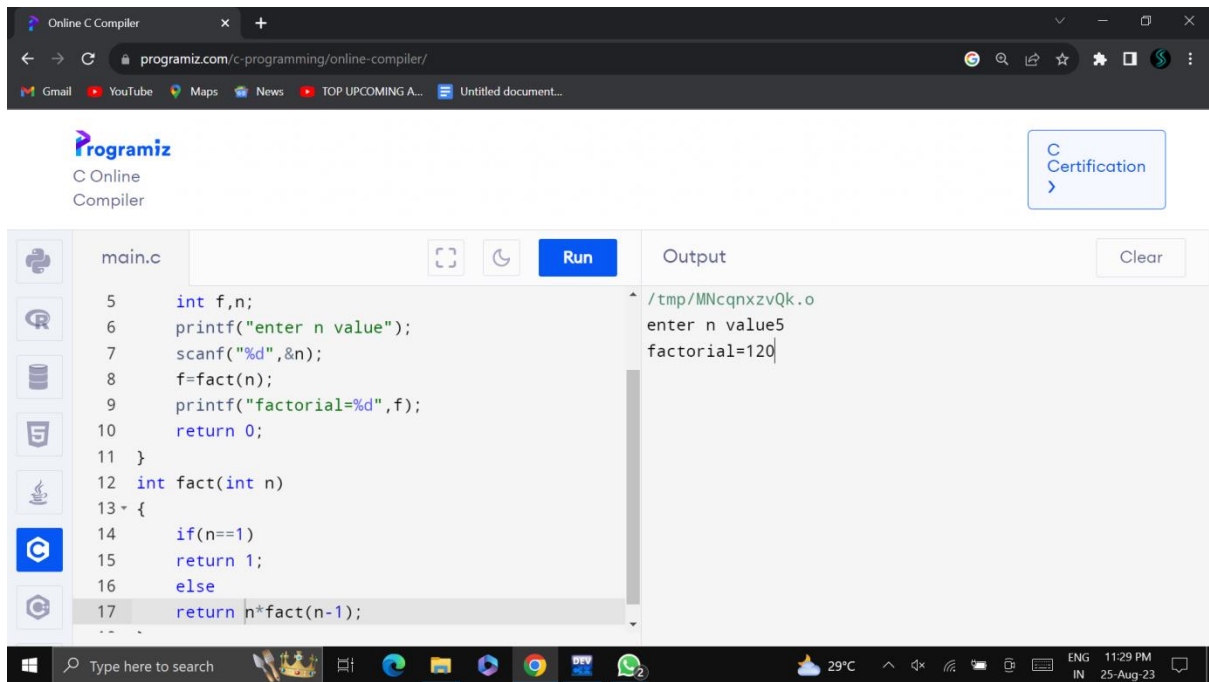 Online C Compiler
programiz.com/c-programming/online-compiler/
Gmail YouTube Maps News TOP UPCOMING A... Untitled document...
Programiz
C Online
Compiler
C
Certification
>
main.c
Run
Output
Clear
5 int f,n;
6 printf("enter n value");
7 scanf("%d",&n);
8 f=fact(n);
9 printf("factorial=%d",f);
10 return 0;
11 }
12 int fact(int n)
13 {
14 if(n==1)
15 return 1;
16 else
17 return n*fact(n-1);
/tmp/MNcqnxzvQk.o
enter n value5
factorial=120
Type here to search
DEV
2
29°C
ENG
IN
11:29 PM
25-Aug-23